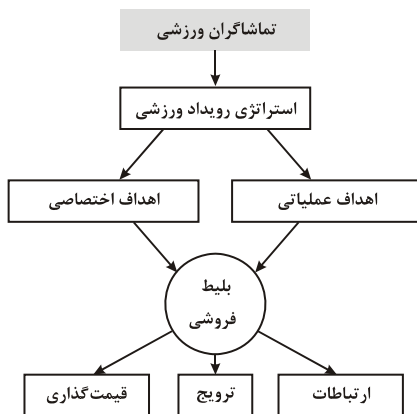 تماشاگران ورزشی
استراتژی رویداد ورزشی
اهداف عملیاتی
اهداف اختصاصی
بلیط
فروشی
ارتباطات
ترویج
قیمت‌گذاری